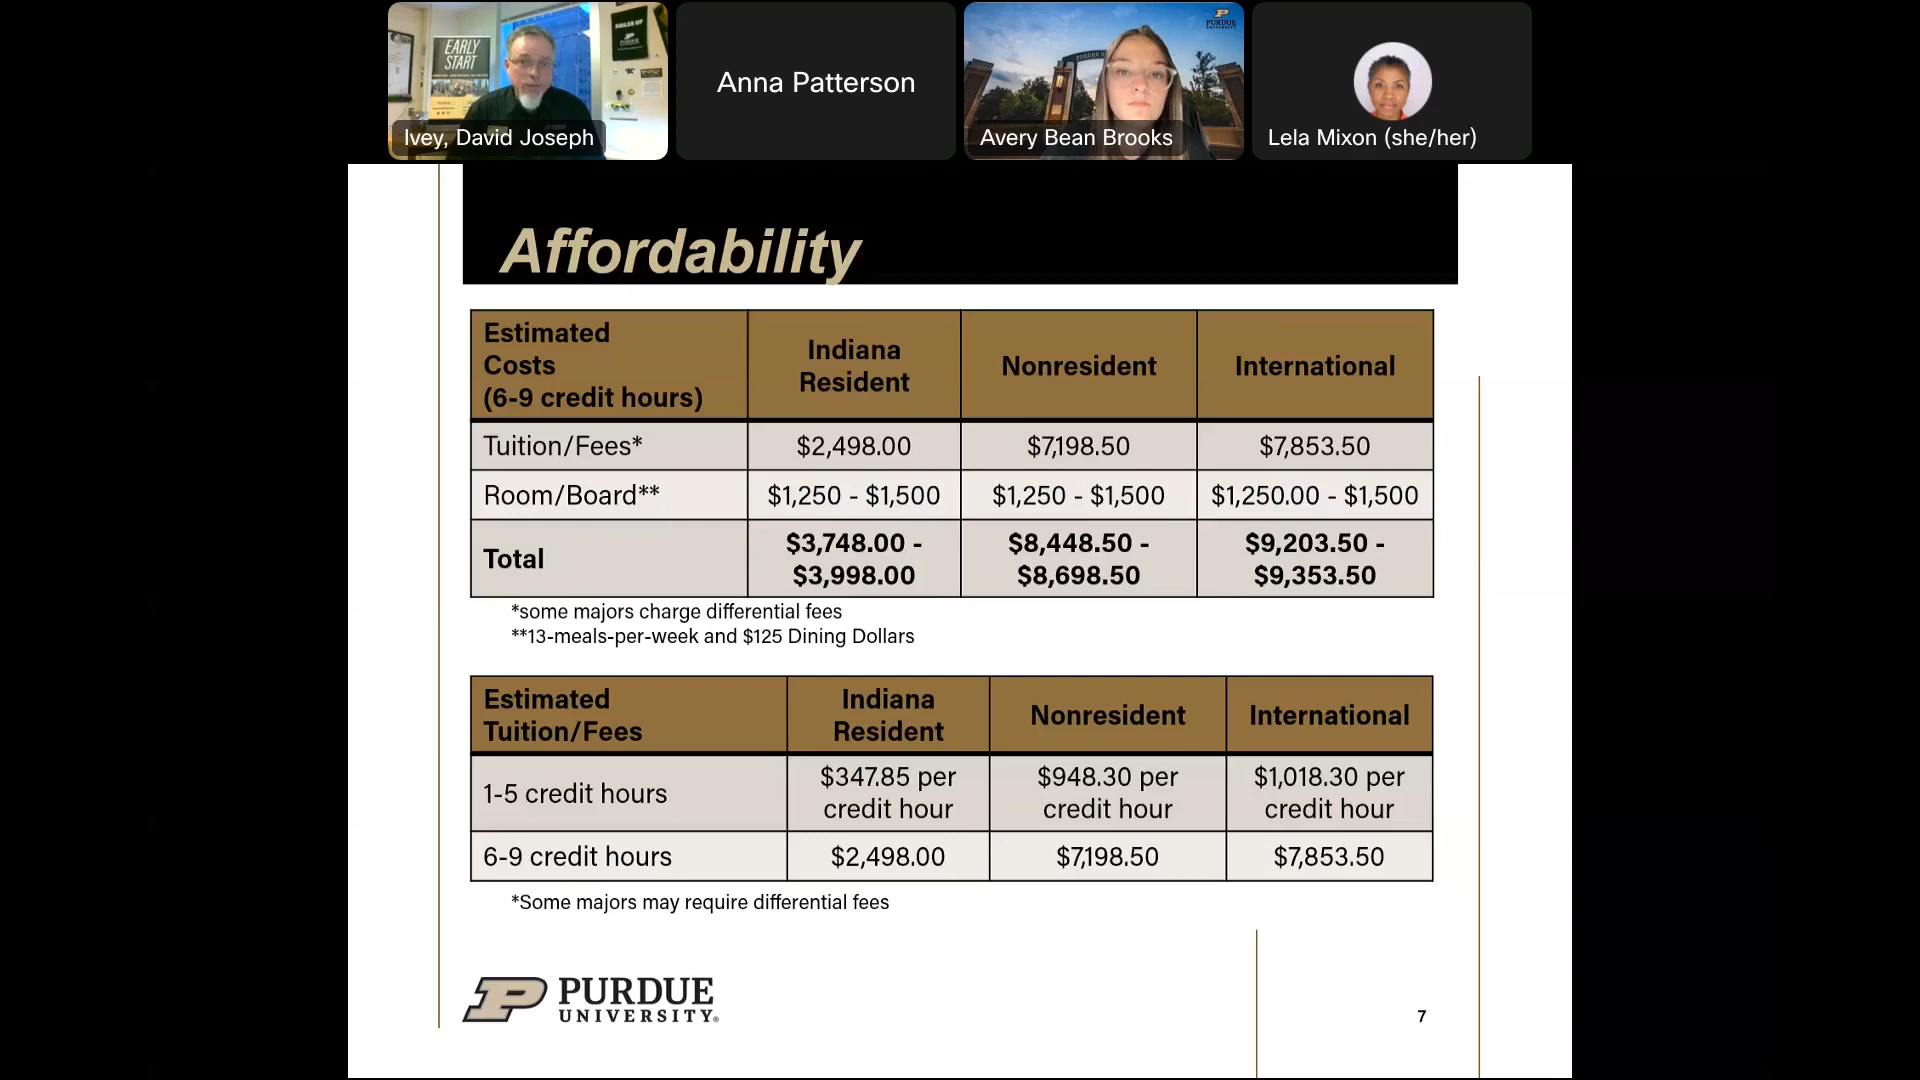 EARLY
START
BOILER UP
PURDUE
UNIVERSITY
Ivey, David Joseph
Anna Patterson
Avery Bean Brooks
Lela Mixon (she/her)
Affordability
Estimated
Costs
(6-9 credit hours)
Indiana
Resident
Nonresident
International
Tuition/Fees*
$2,498.00
$7,198.50
$7,853.50
Room/Board**
$1,250 - $1,500
$1,250 - $1,500
$1,250.00 - $1,500
Total
$3,748.00 -
$3,998.00
$8,448.50 -
$8,698.50
$9,203.50 -
$9,353.50
*some majors charge differential fees
**13-meals-per-week and $125 Dining Dollars
Estimated
Tuition/Fees
Indiana
Resident
Nonresident
International
1-5 credit hours
$347.85 per
credit hour
$948.30 per
credit hour
$1,018.30 per
credit hour
6-9 credit hours
$2,498.00
$7,198.50
$7,853.50
*Some majors may require differential fees
PURDUE
UNIVERSITY®
7